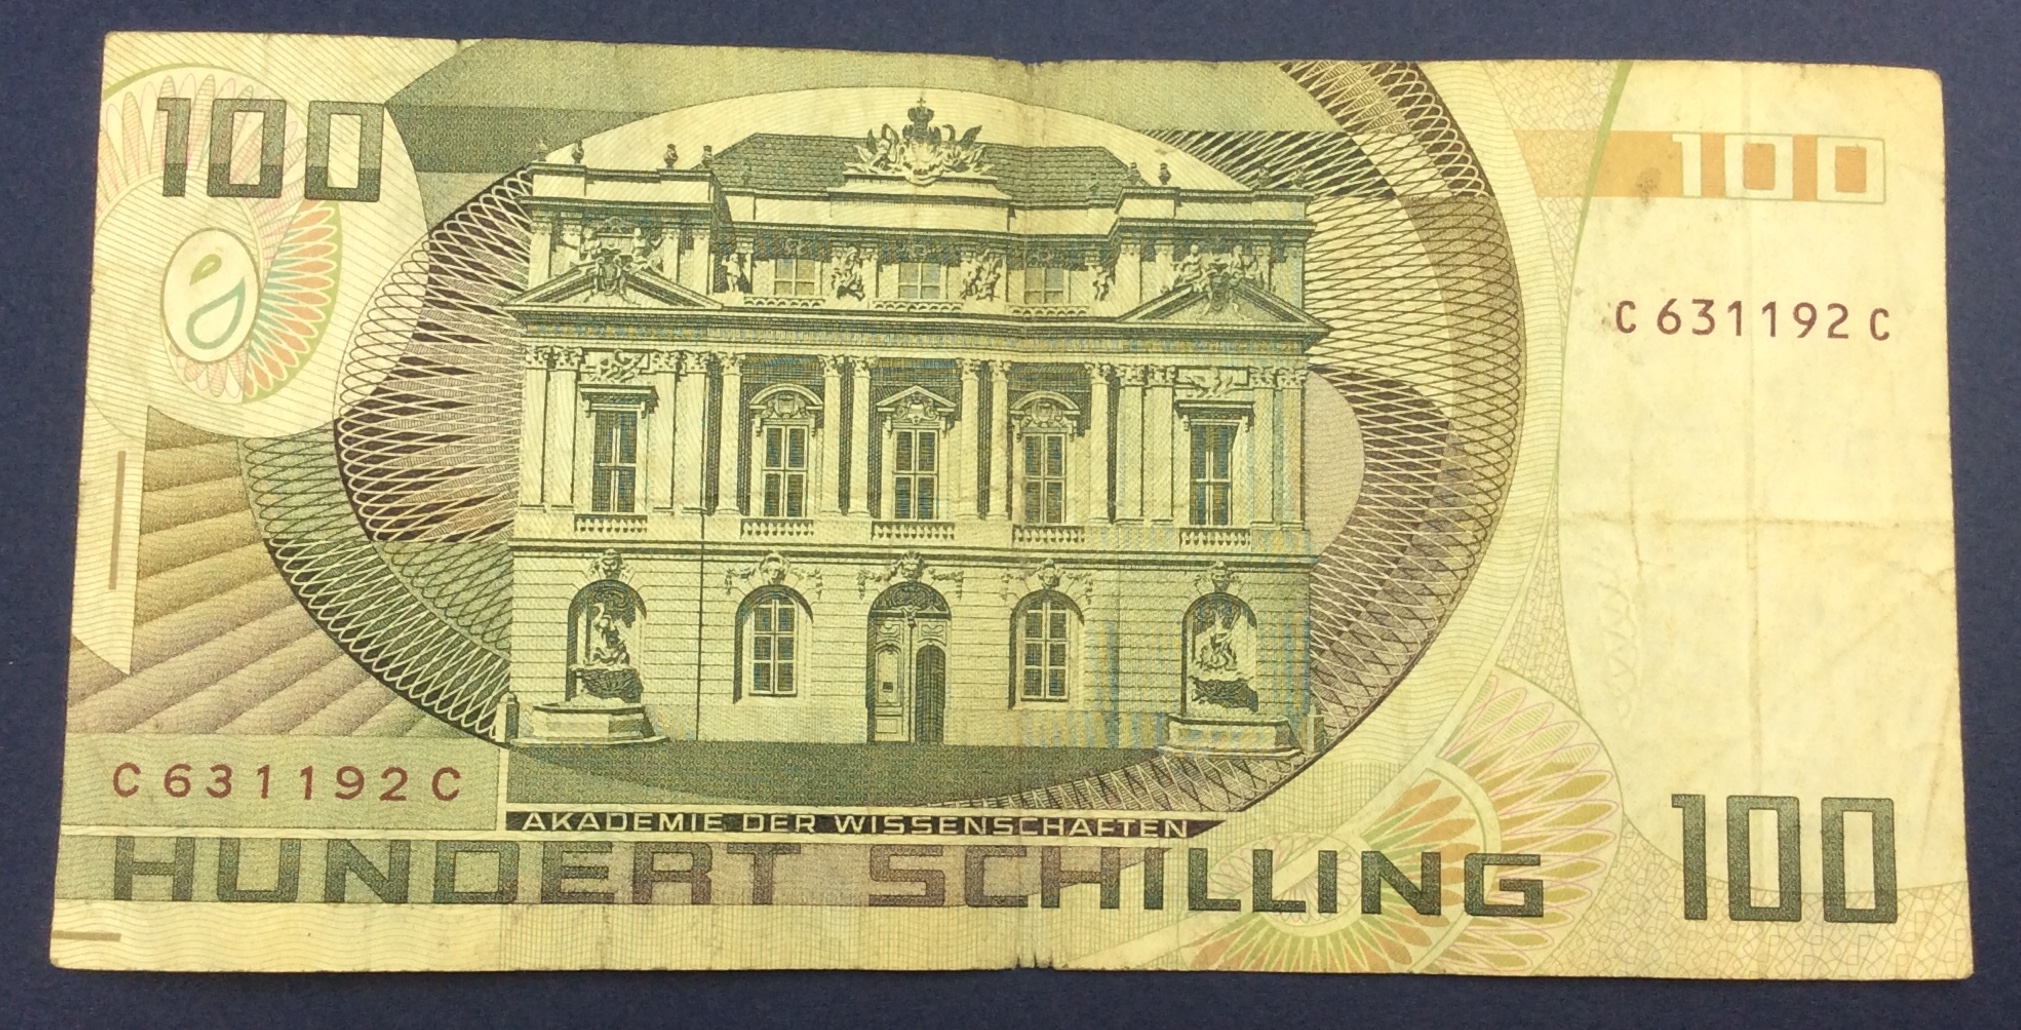 100
100
C 631192 C
C 631192 C
AKADEMIE DER WISSENSCHAFTEN
HUNDERT SCHILLING
100